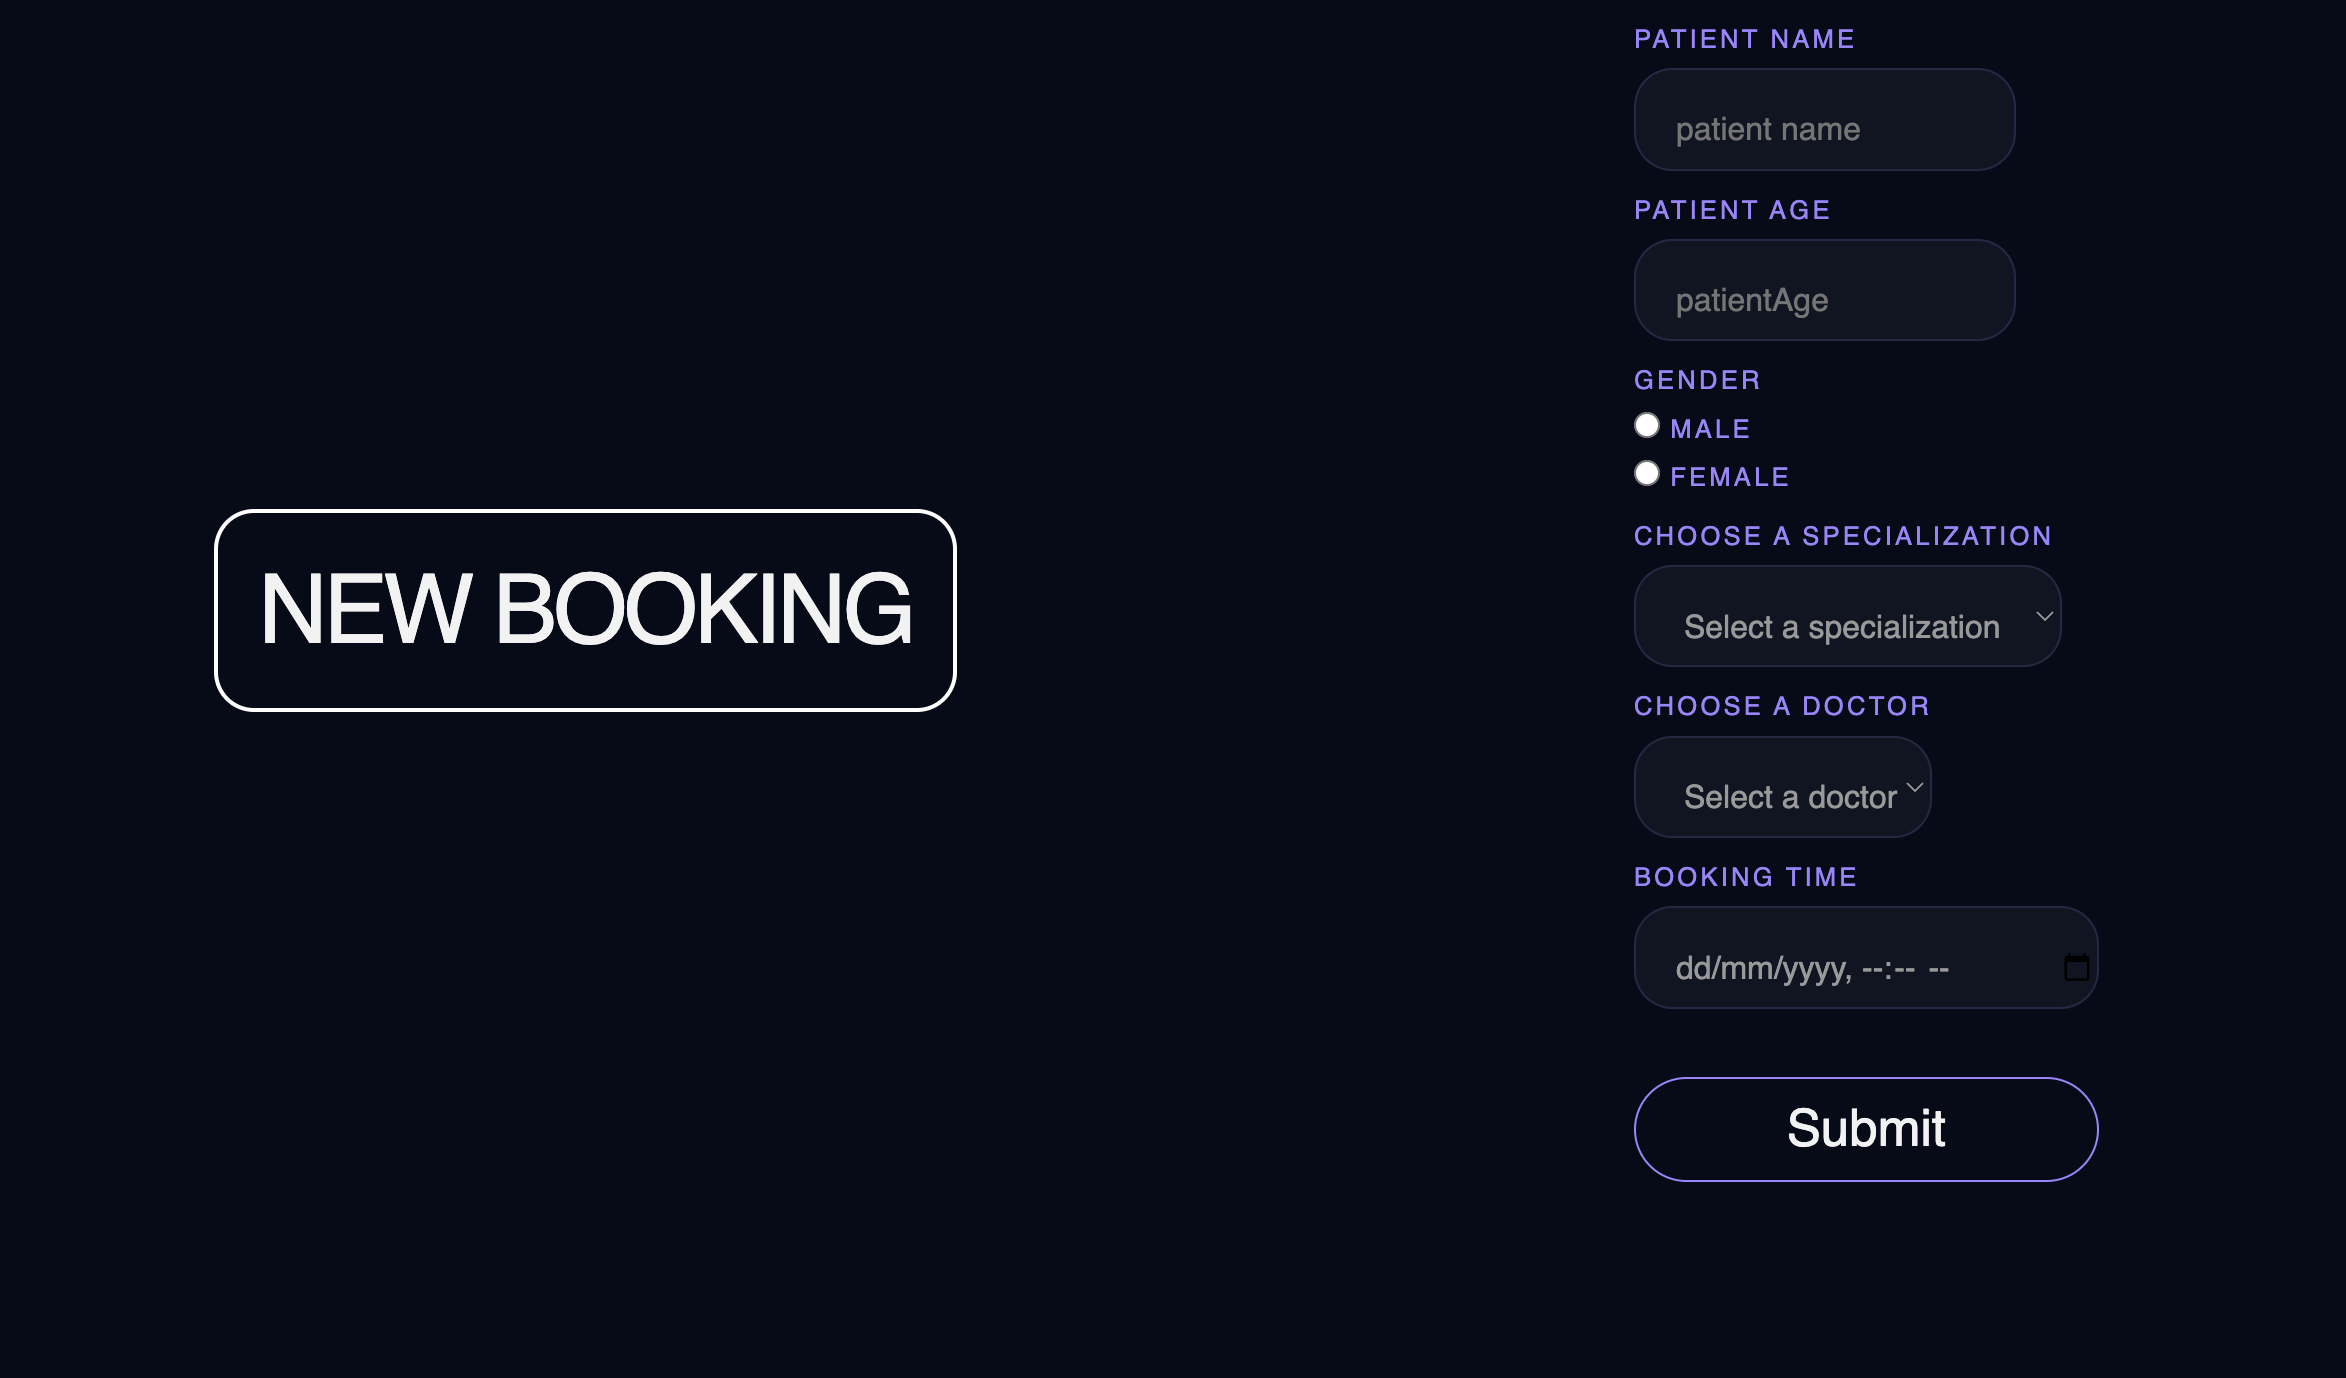 NEW BOOKING
PATIENT NAME
patient name
PATIENT AGE
patientAge
GENDER
MALE
FEMALE
CHOOSE A SPECIALIZATION
Select a specialization
CHOOSE A DOCTOR
Select a doctor
BOOKING TIME
dd/mm/yyyy, --:-- --
Submit